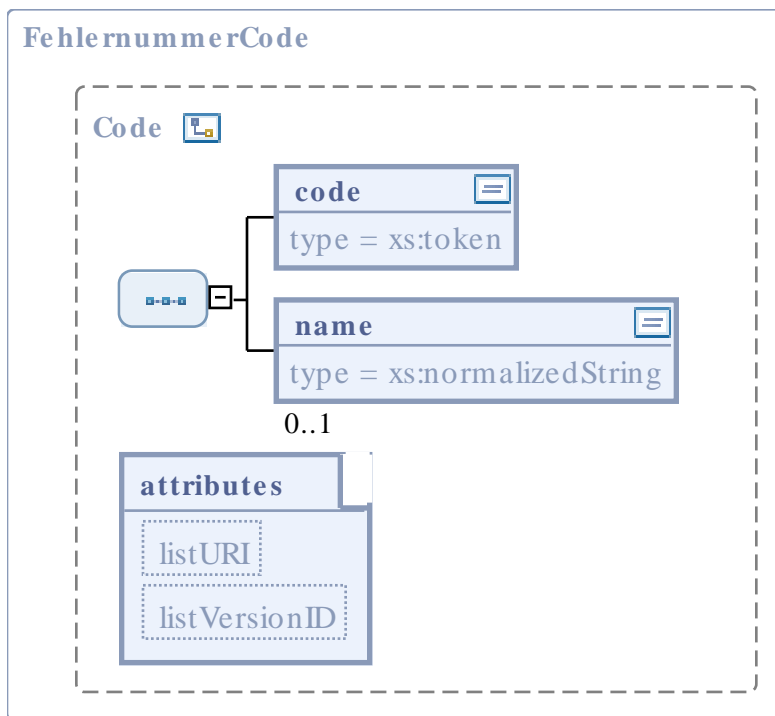 FehlernummerCode
Code
code
type = xs:token
name
type = xs:normalizedString
0..1
attributes
listURI
listVersionID